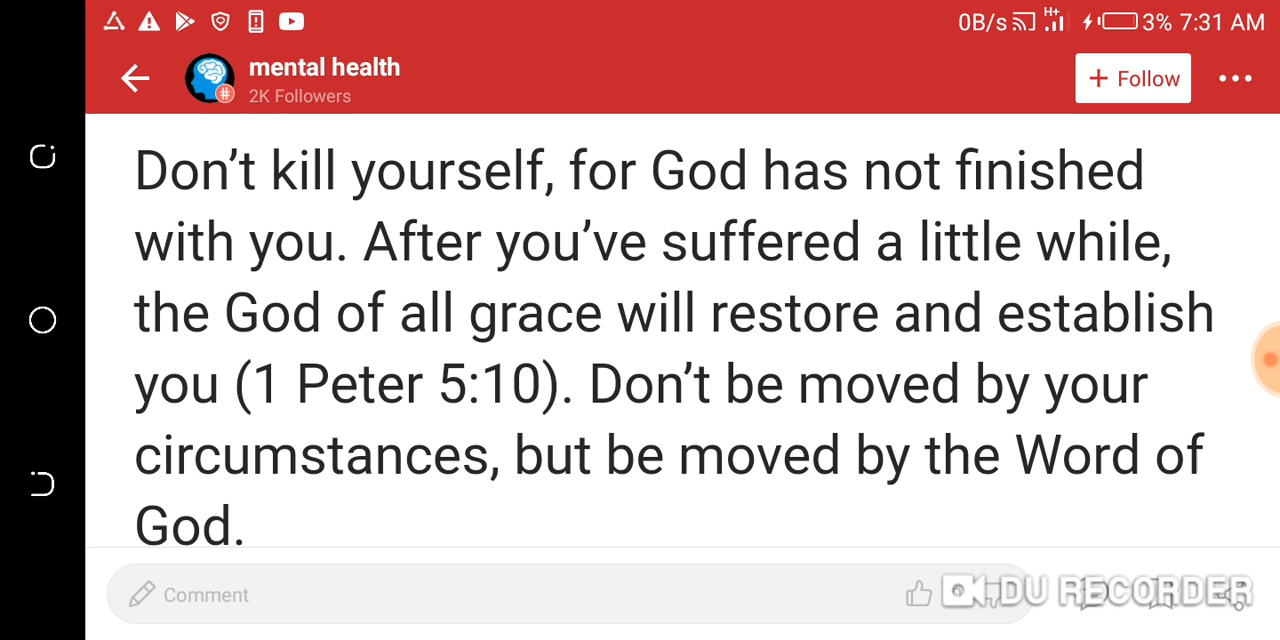 0B/s H+ 3% 7:31 AM
mental health
2K Followers
+ Follow
Don’t kill yourself, for God has not finished
with you. After you’ve suffered a little while,
the God of all grace will restore and establish
you (1 Peter 5:10). Don’t be moved by your
circumstances, but be moved by the Word of
God.
Comment
DU RECORDER